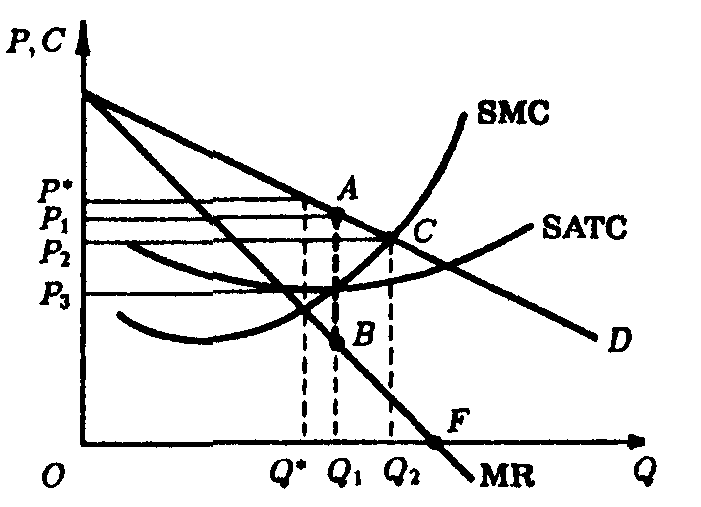 P, C
SMC
P*
A
P₁
C
SATC
P₂
P₃
B
D
F
O
Q*
Q₁
Q₂
MR
Q